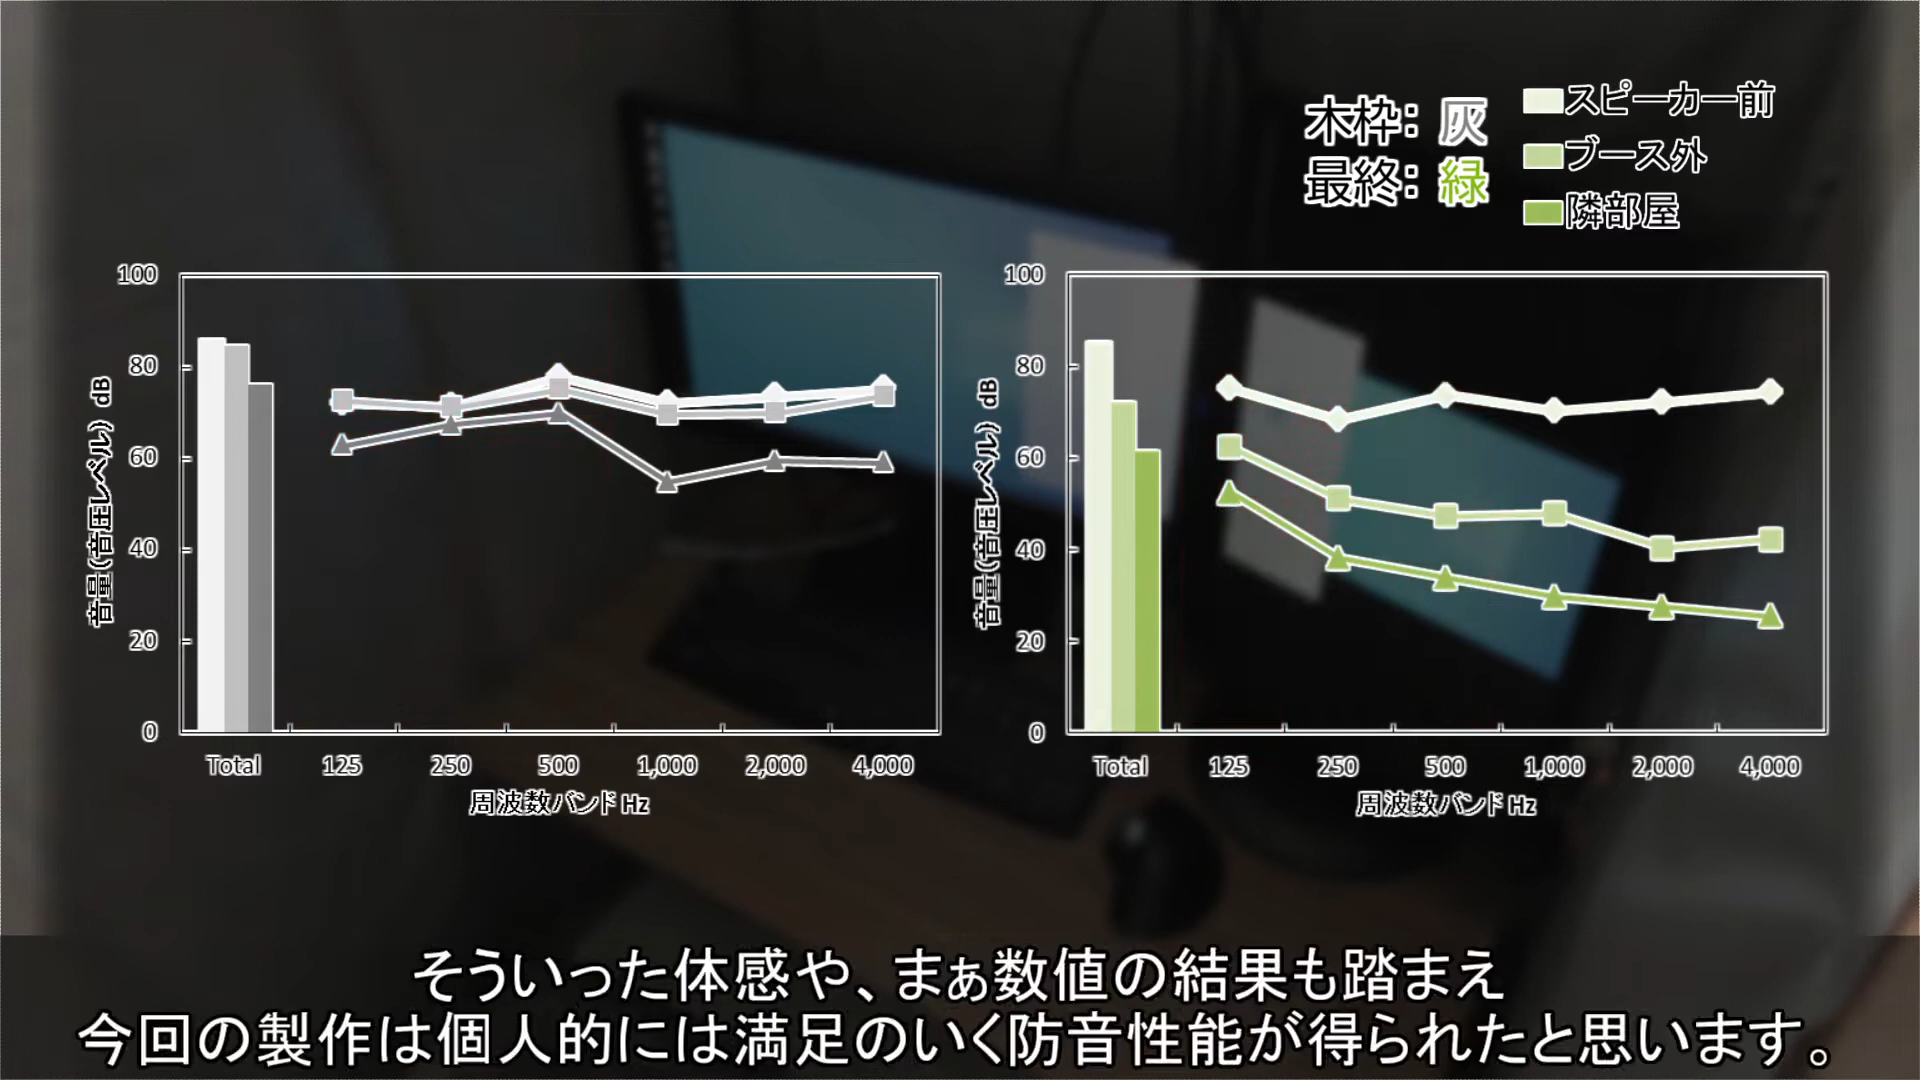 木枠：灰
最終：緑
スピーカー前
ブース外
隣部屋
音量(音圧レベル) dB
100
80
60
40
20
0
Total 125 250 500 1,000 2,000 4,000
周波数バンド Hz
音量(音圧レベル) dB
100
80
60
40
20
0
Total 125 250 500 1,000 2,000 4,000
周波数バンド Hz
そういった体感や、まぁ数値の結果も踏まえ
今回の製作は個人的には満足のいく防音性能が得られたと思います。